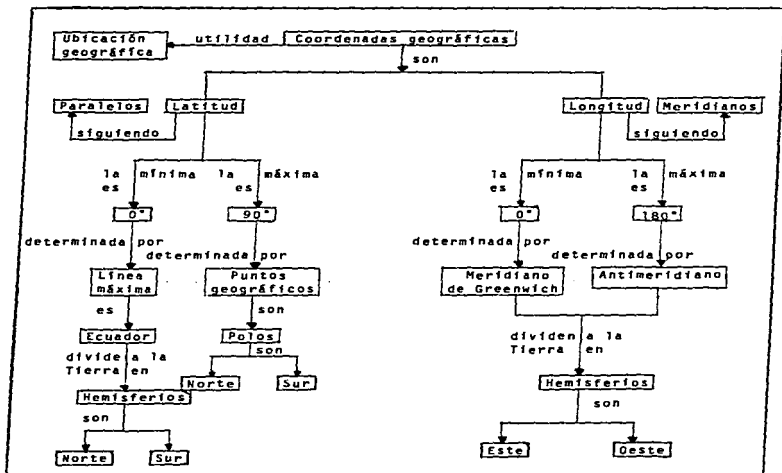 Ubicación utilidad Coordenadas geográficas
geográfica
son
Paralelos Latitud Longitud Meridianos
siguiendo siguiendo
la mínima la máxima la mínima la máxima
es es es es
0° 90° 0° 180°
determinada por determinada por
determinada por determinada por
Línea Puntos Meridiano Antimeridiano
máxima geográficos de Greenwich
es son
Ecuador Polos dividen a la
divide a la son Tierra en
Tierra en
Norte Sur Hemisferios
Hemisferios
son son
Norte Sur Este Oeste